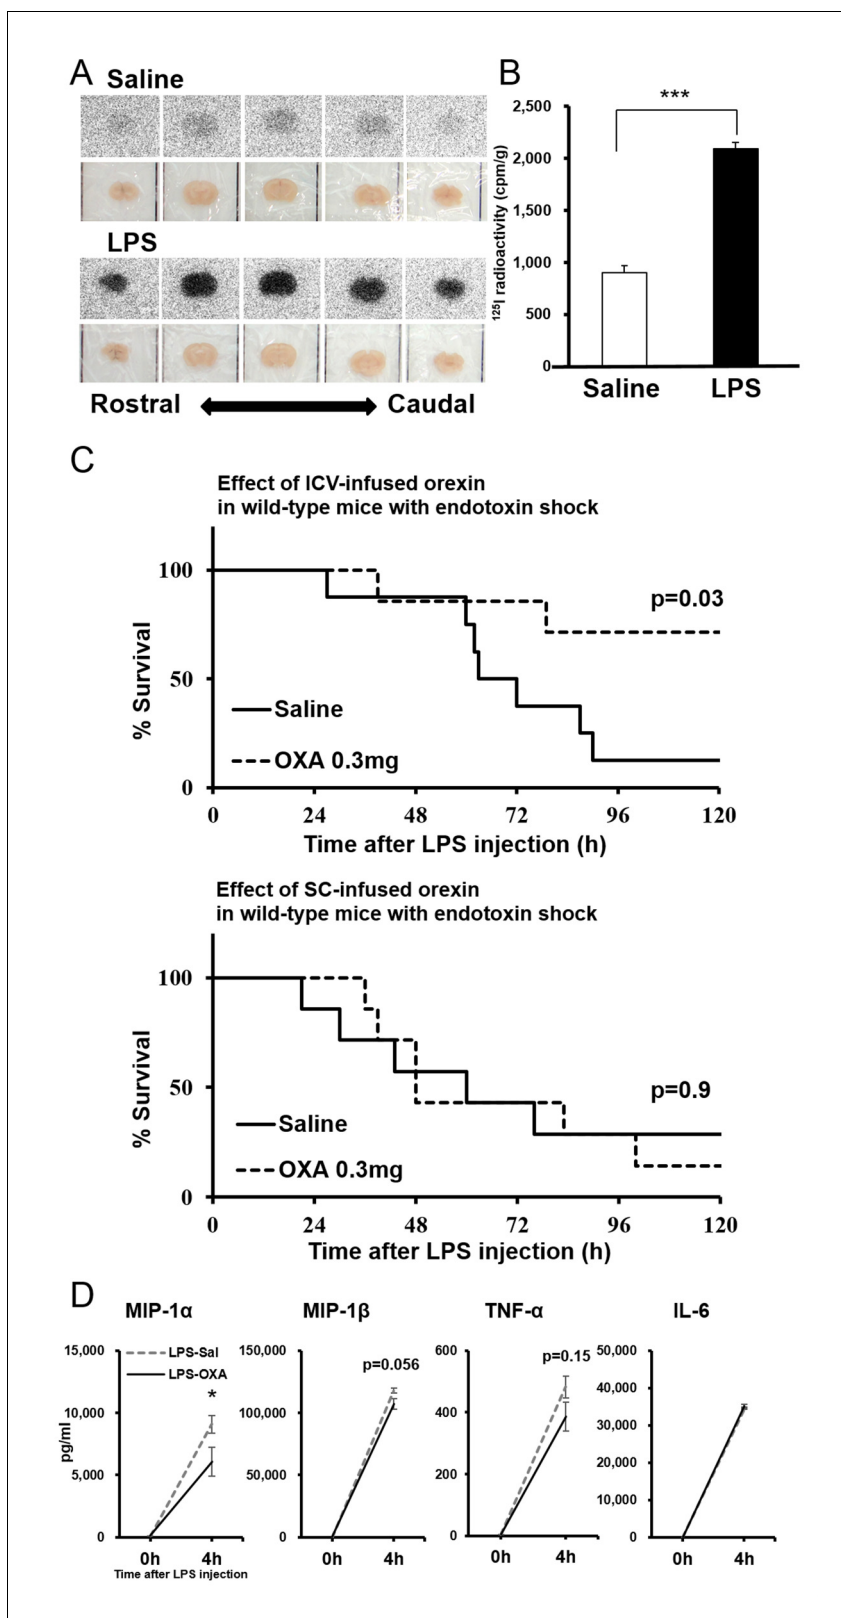 A
Saline
LPS
Rostral
Caudal
B
***
2,500
2,000
1,500
1,000
500
0
¹²⁵I radioactivity (cpm/g)
Saline
LPS
C
Effect of ICV-infused orexin
in wild-type mice with endotoxin shock
100
50
0
% Survival
p=0.03
Saline
OXA 0.3mg
0 24 48 72 96 120
Time after LPS injection (h)
Effect of SC-infused orexin
in wild-type mice with endotoxin shock
100
50
0
% Survival
p=0.9
Saline
OXA 0.3mg
0 24 48 72 96 120
Time after LPS injection (h)
D
MIP-1α
15,000
10,000
5,000
0
pg/ml
LPS-Sal
LPS-OXA
*
0h 4h
Time after LPS injection
MIP-1β
150,000
100,000
50,000
0
p=0.056
0h 4h
TNF-α
600
400
200
0
p=0.15
0h 4h
IL-6
50,000
40,000
30,000
20,000
10,000
0
0h 4h